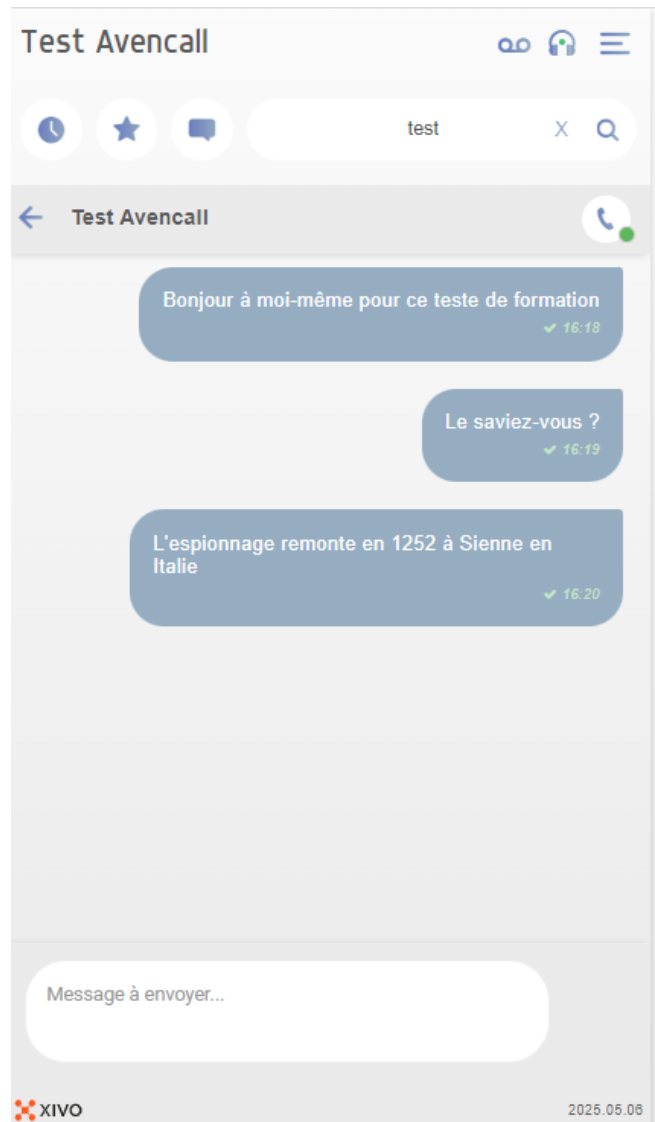 Test Avencall
test X
Test Avencall
Bonjour à moi-même pour ce teste de formation
16:18
Le saviez-vous ?
16:19
L'espionnage remonte en 1252 à Sienne en
Italie
16:20
Message à envoyer...
XIVO 2025.05.06